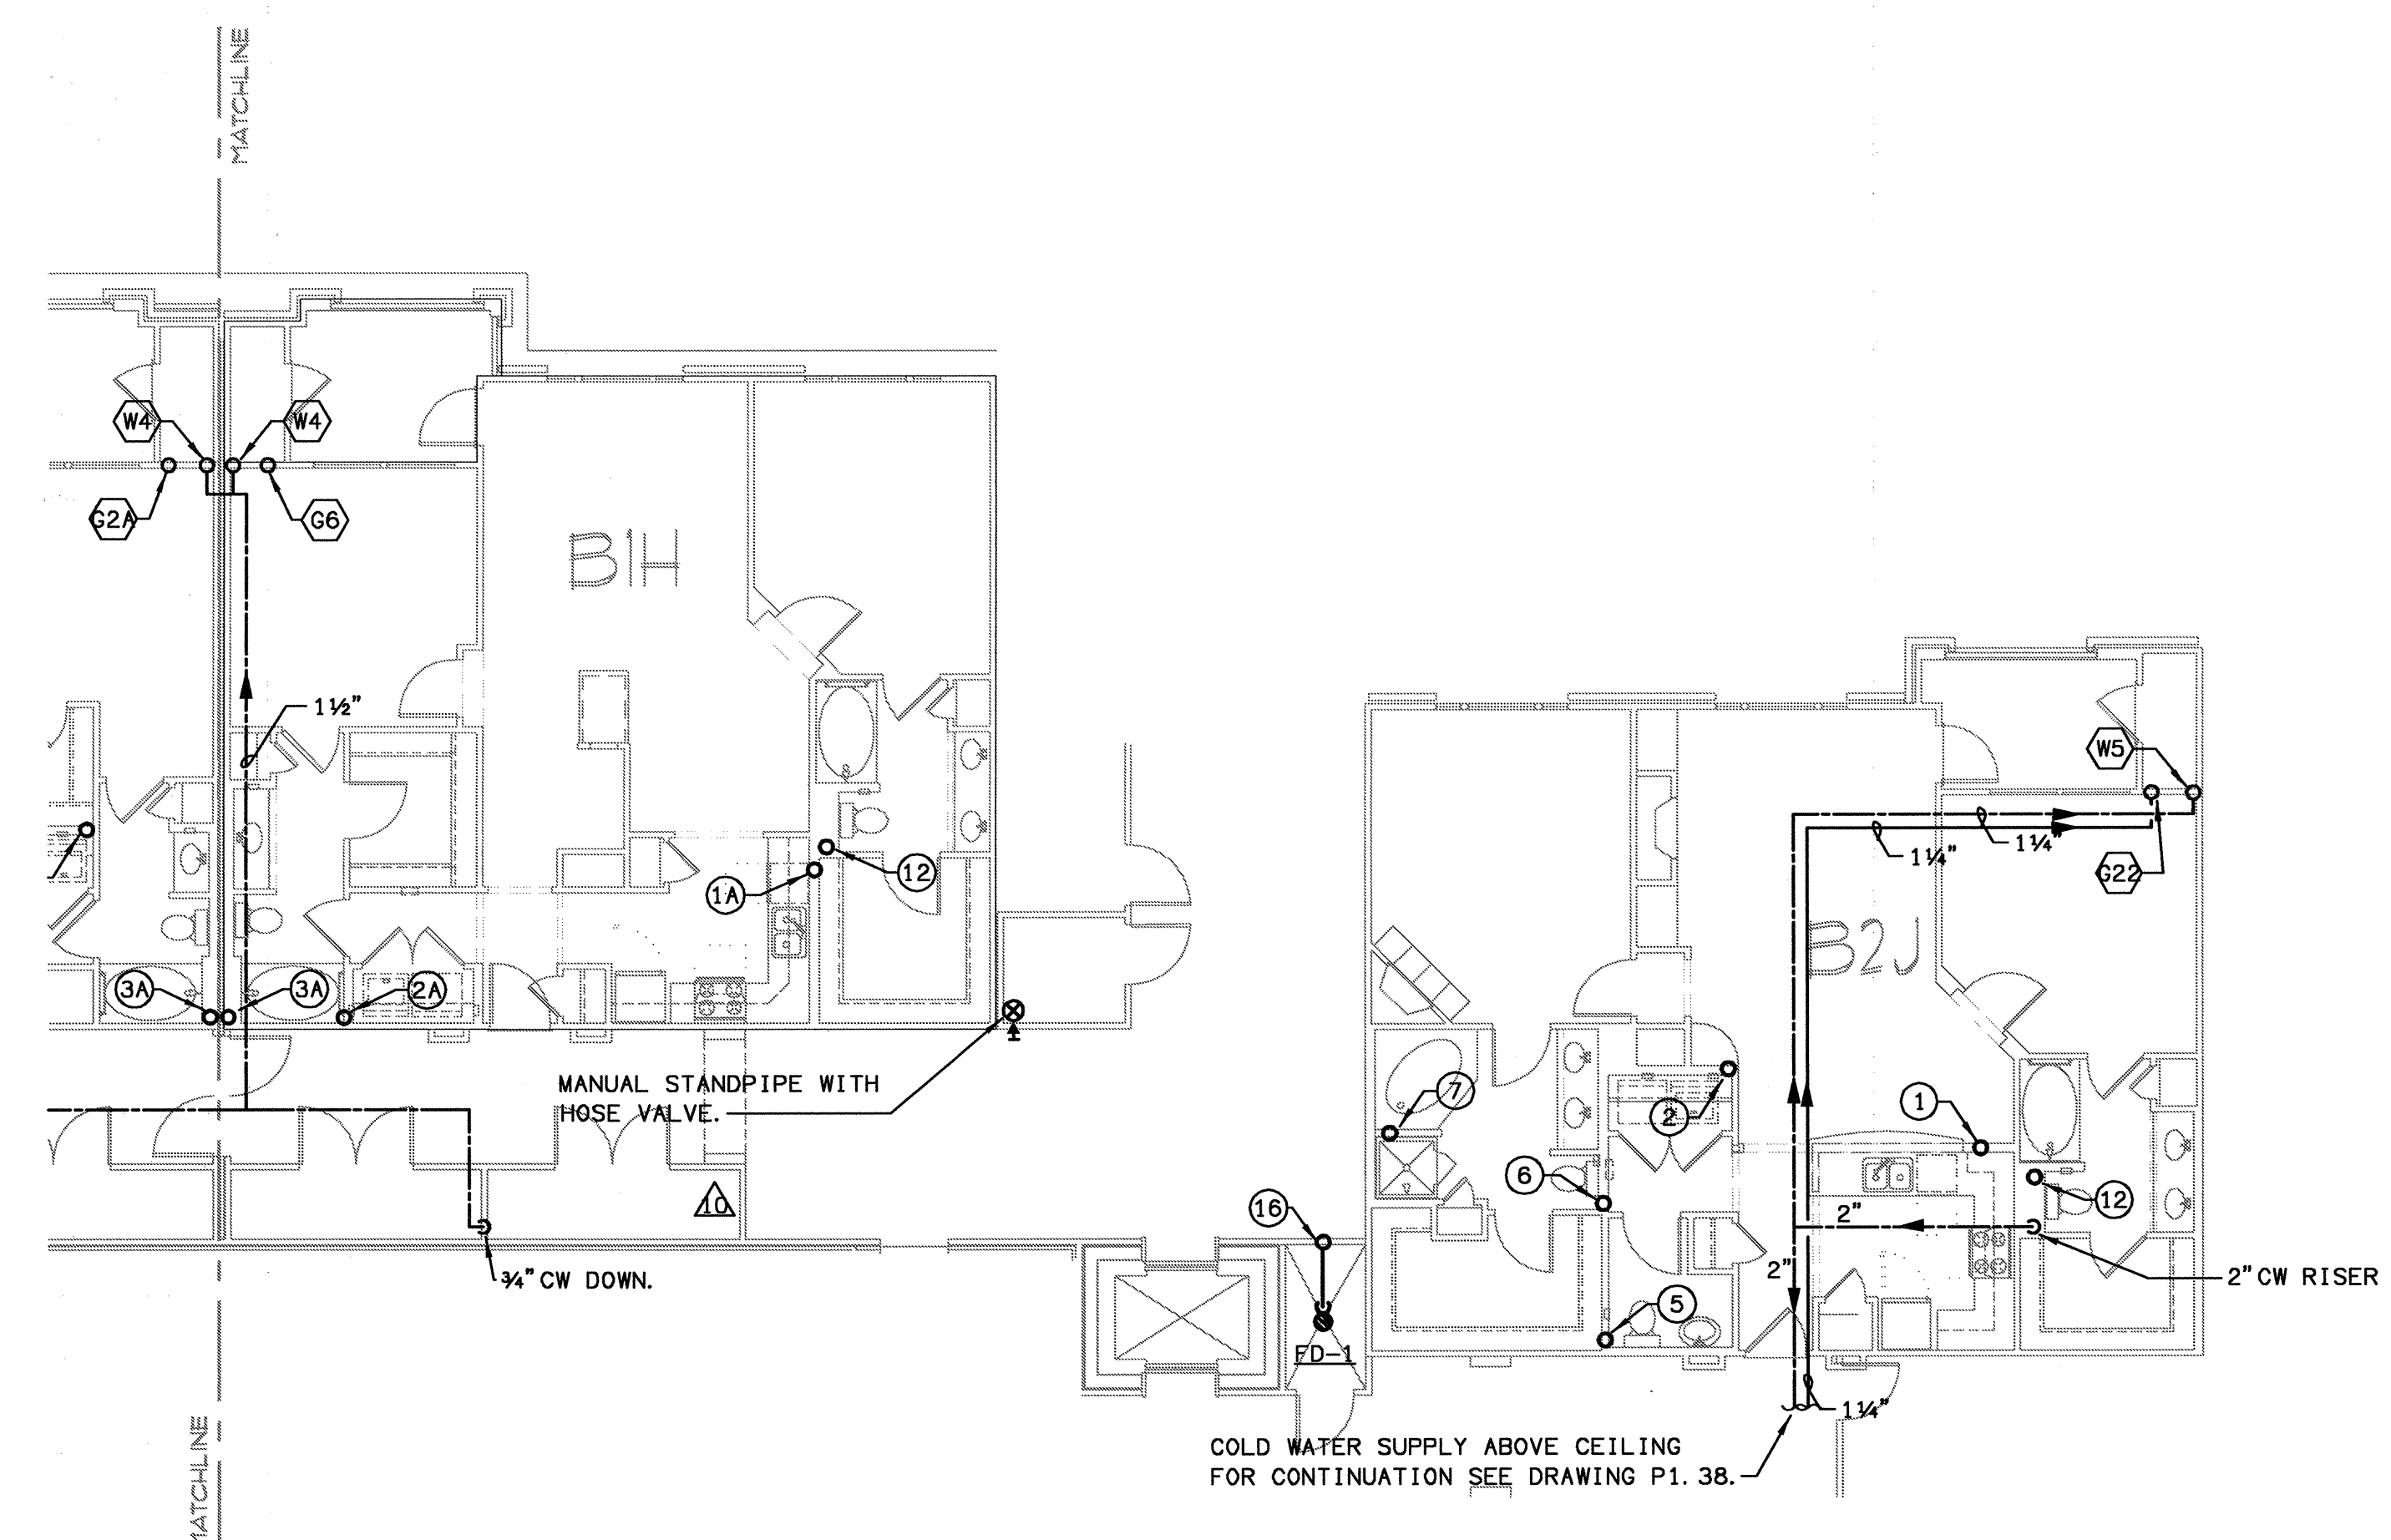 MATCHLINE
W4
W4
G2A
G6
B1H
1½"
W5
1¼"
1¼"
G22
1A
12
B2J
3A
3A
2A
MANUAL STANDPIPE WITH
HOSE VALVE.
7
2
1
6
12
10
16
2"
2"
¾" CW DOWN.
2" CW RISER
5
FD-1
1¼"
COLD WATER SUPPLY ABOVE CEILING
FOR CONTINUATION SEE DRAWING P1.38.
MATCHLINE